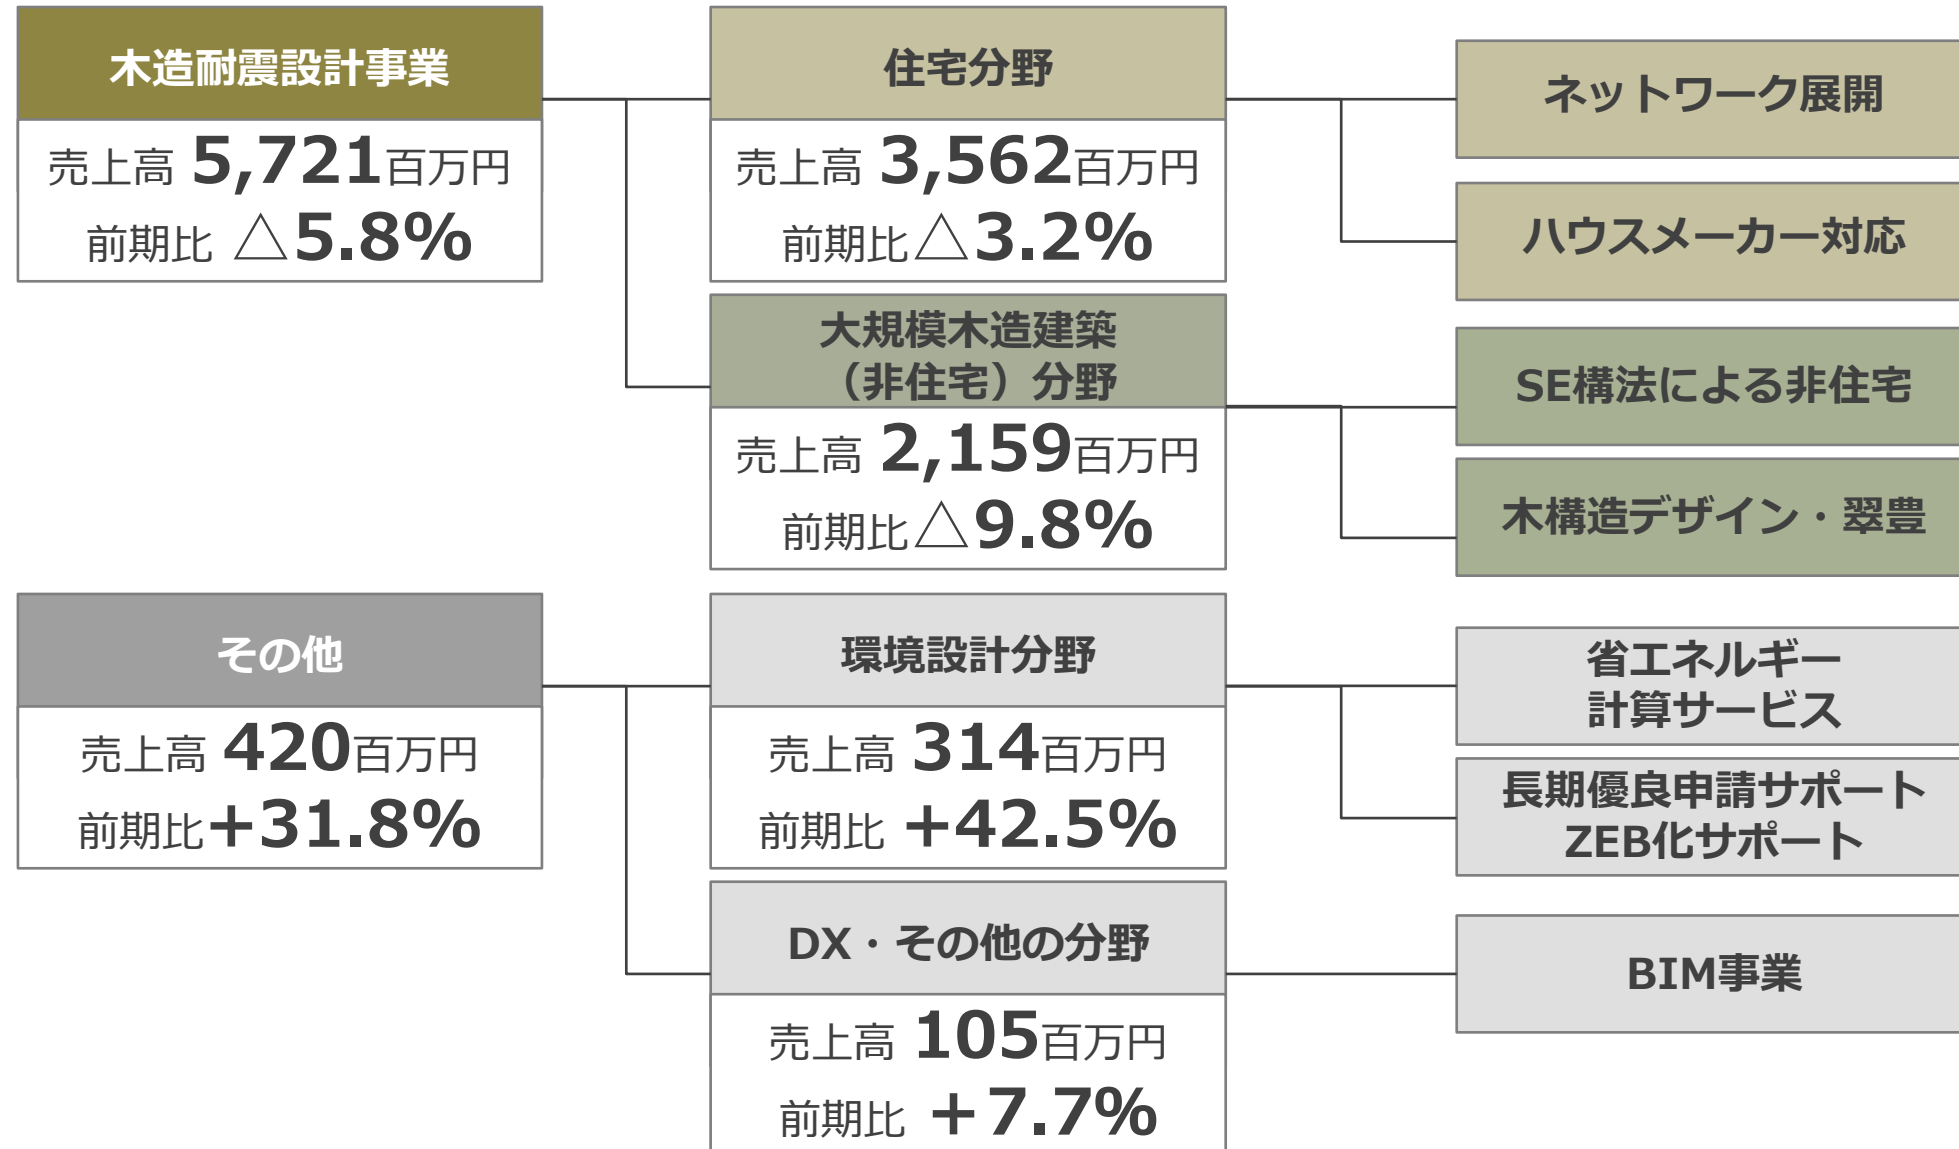 木造耐震設計事業
売上高 5,721百万円
前期比 △5.8%
住宅分野
売上高 3,562百万円
前期比△3.2%
ネットワーク展開
ハウスメーカー対応
大規模木造建築
（非住宅）分野
売上高 2,159百万円
前期比△9.8%
SE構法による非住宅
木構造デザイン・翠豊
その他
売上高 420百万円
前期比+31.8%
環境設計分野
売上高 314百万円
前期比 +42.5%
省エネルギー
計算サービス
長期優良申請サポート
ZEB化サポート
DX・その他の分野
売上高 105百万円
前期比 +7.7%
BIM事業